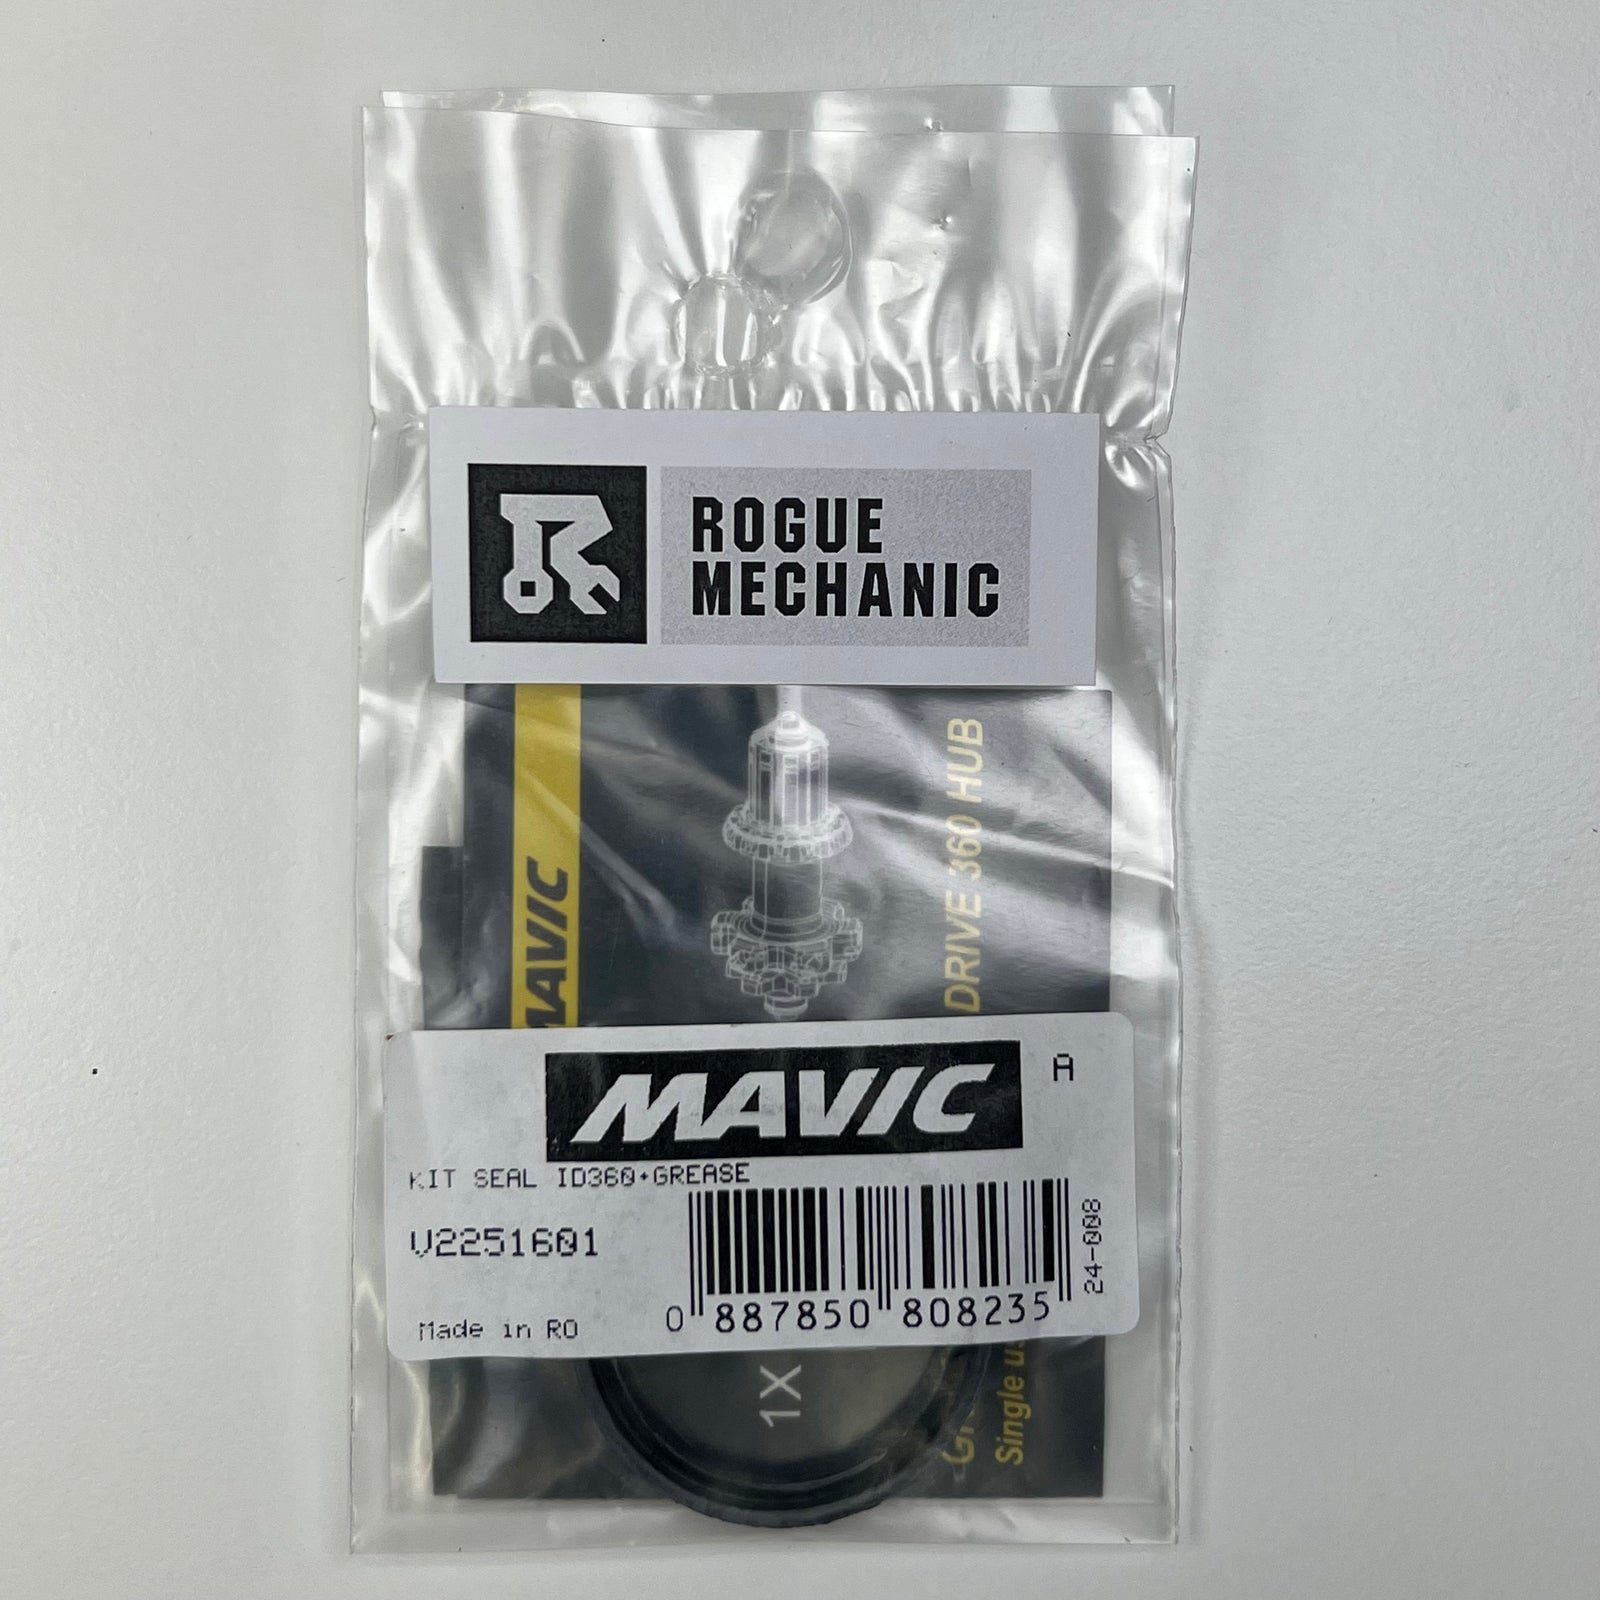 ROGUE
MECHANIC
MAVIC
DRIVE 360 HUB
MAVIC
A
KIT SEAL ID360+GREASE
V2251601
24-008
0 887850 808235
Made in RO
1X
Single